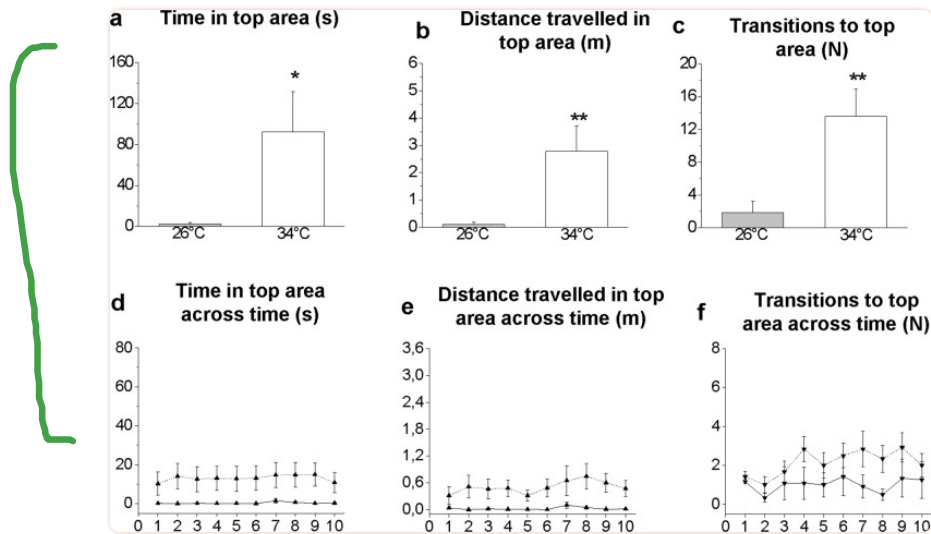 a Time in top area (s)
160
120
80
40
0
26°C 34°C
*
b Distance travelled in
top area (m)
6
5
4
3
2
1
0
26°C 34°C
**
c Transitions to top
area (N)
20
16
12
8
4
0
26°C 34°C
**
d Time in top area
across time (s)
80
60
40
20
0
0 1 2 3 4 5 6 7 8 9 10
e Distance travelled in top
area across time (m)
3,6
3,0
2,4
1,8
1,2
0,6
0,0
0 1 2 3 4 5 6 7 8 9 10
f Transitions to top
area across time (N)
8
6
4
2
0
0 1 2 3 4 5 6 7 8 9 10